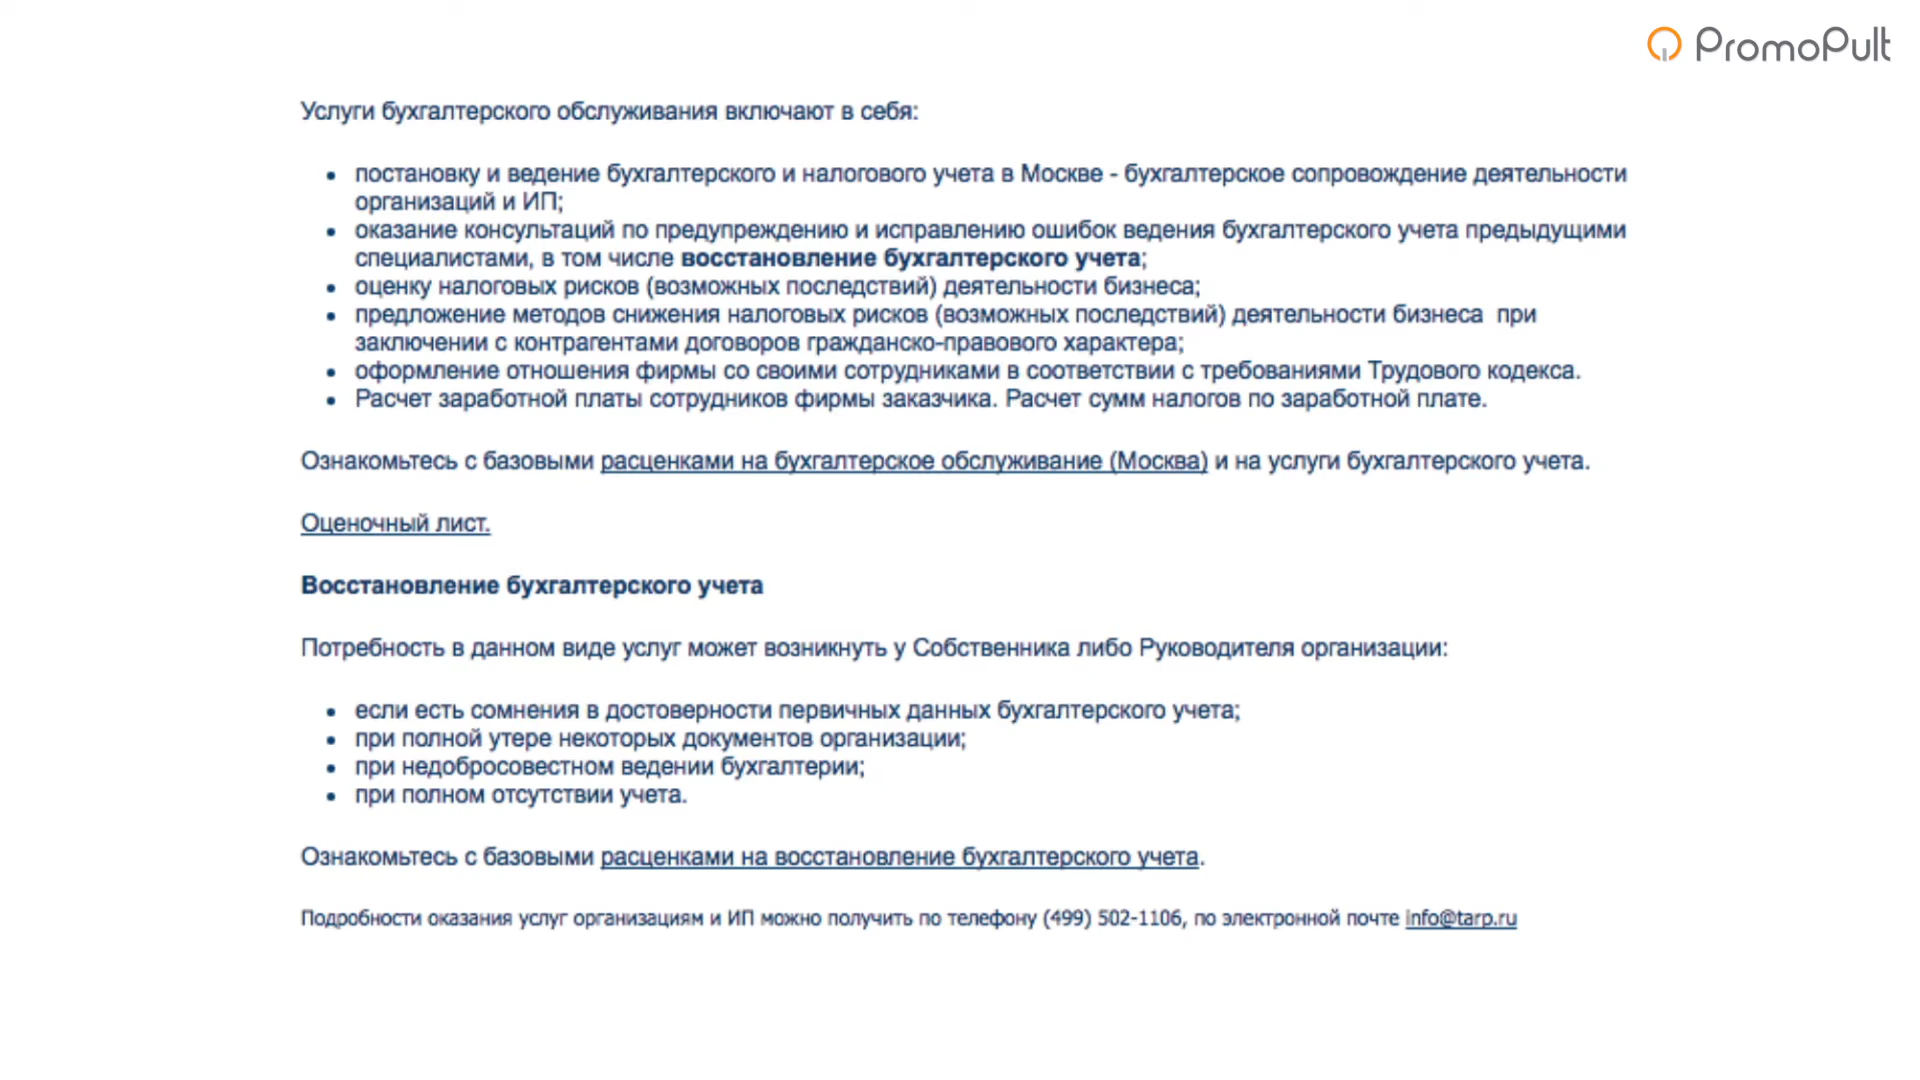 PromoPult
Услуги бухгалтерского обслуживания включают в себя:
• постановку и ведение бухгалтерского и налогового учета в Москве - бухгалтерское сопровождение деятельности
организаций и ИП;
• оказание консультаций по предупреждению и исправлению ошибок ведения бухгалтерского учета предыдущими
специалистами, в том числе восстановление бухгалтерского учета;
• оценку налоговых рисков (возможных последствий) деятельности бизнеса;
• предложение методов снижения налоговых рисков (возможных последствий) деятельности бизнеса  при
заключении с контрагентами договоров гражданско-правового характера;
• оформление отношения фирмы со своими сотрудниками в соответствии с требованиями Трудового кодекса.
• Расчет заработной платы сотрудников фирмы заказчика. Расчет сумм налогов по заработной плате.
Ознакомьтесь с базовыми расценками на бухгалтерское обслуживание (Москва) и на услуги бухгалтерского учета.
Оценочный лист.
Восстановление бухгалтерского учета
Потребность в данном виде услуг может возникнуть у Собственника либо Руководителя организации:
• если есть сомнения в достоверности первичных данных бухгалтерского учета;
• при полной утере некоторых документов организации;
• при недобросовестном ведении бухгалтерии;
• при полном отсутствии учета.
Ознакомьтесь с базовыми расценками на восстановление бухгалтерского учета.
Подробности оказания услуг организациям и ИП можно получить по телефону (499) 502-1106, по электронной почте info@tarp.ru